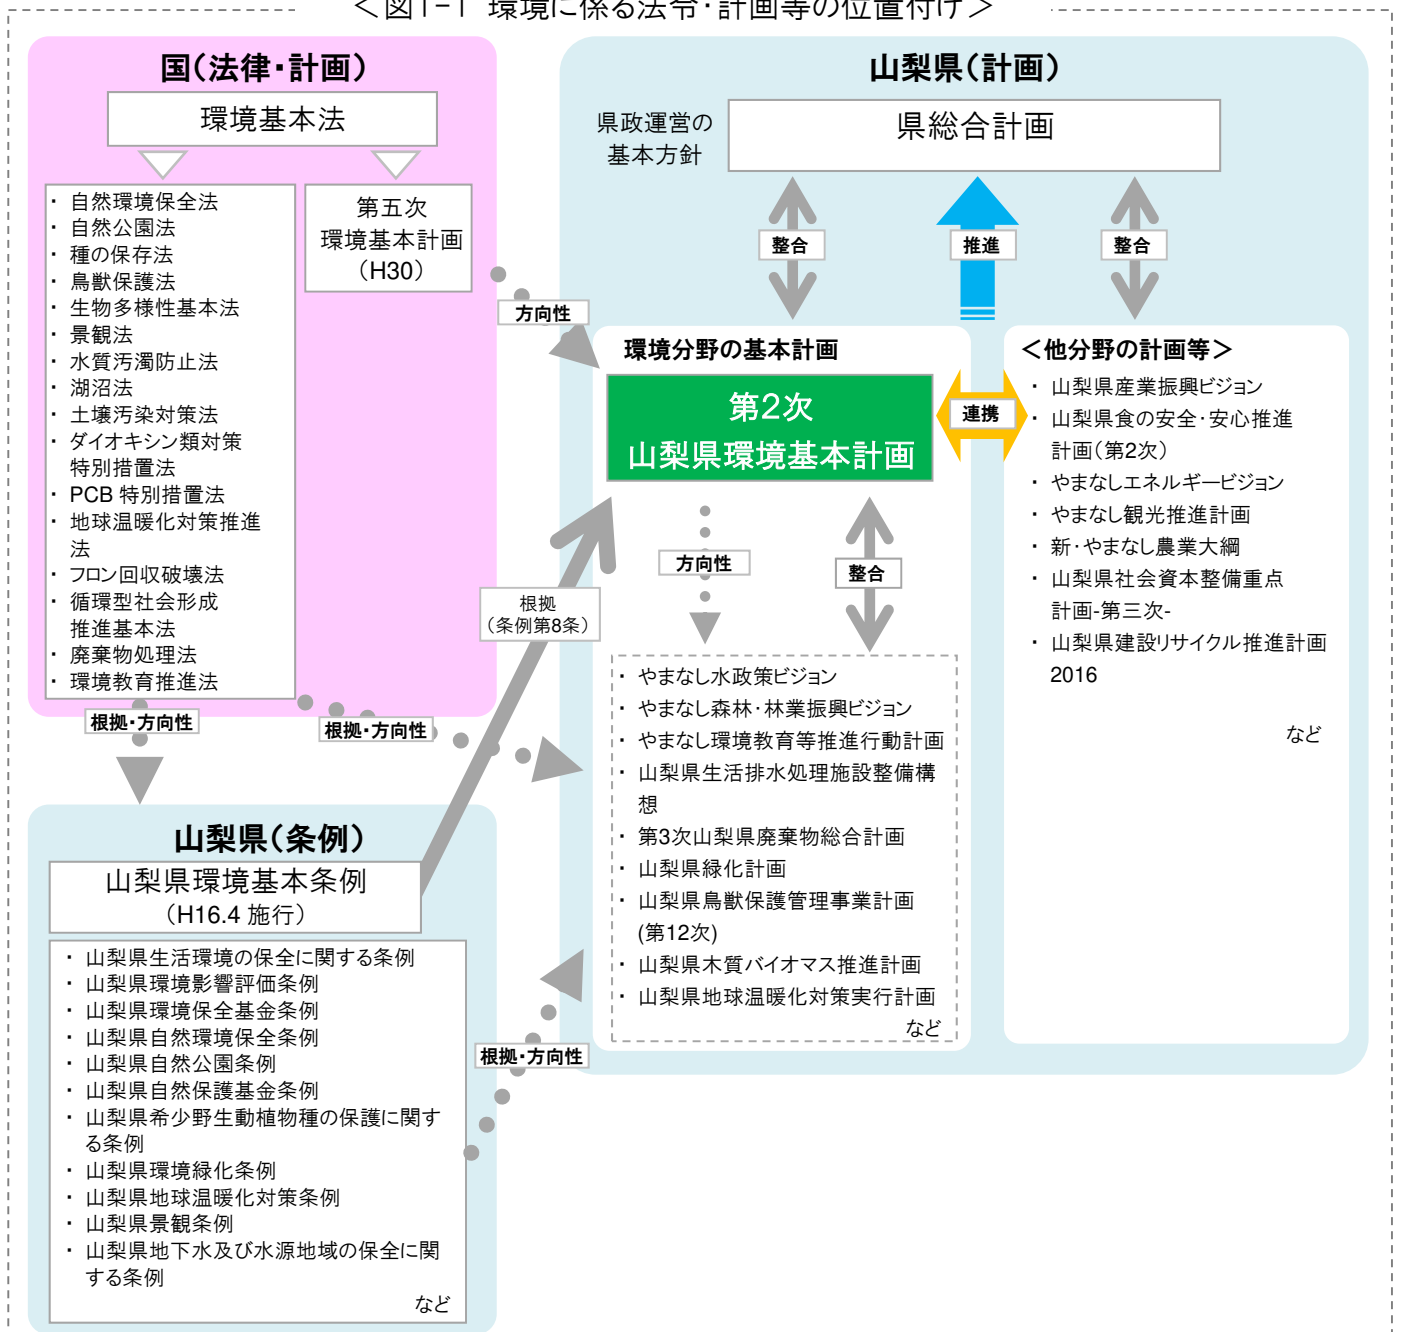 ＜図1-1 環境に係る法令・計画等の位置付け＞
国（法律・計画）
環境基本法
・ 自然環境保全法
・ 自然公園法
・ 種の保存法
・ 鳥獣保護法
・ 生物多様性基本法
・ 景観法
・ 水質汚濁防止法
・ 湖沼法
・ 土壌汚染対策法
・ ダイオキシン類対策
特別措置法
・ PCB 特別措置法
・ 地球温暖化対策推進
法
・ フロン回収破壊法
・ 循環型社会形成
推進基本法
・ 廃棄物処理法
・ 環境教育推進法
第五次
環境基本計画
（H30）
方向性
根拠・方向性
根拠・方向性
山梨県（条例）
山梨県環境基本条例
（H16.4 施行）
・ 山梨県生活環境の保全に関する条例
・ 山梨県環境影響評価条例
・ 山梨県環境保全基金条例
・ 山梨県自然環境保全条例
・ 山梨県自然公園条例
・ 山梨県自然保護基金条例
・ 山梨県希少野生動植物種の保護に関す
る条例
・ 山梨県環境緑化条例
・ 山梨県地球温暖化対策条例
・ 山梨県景観条例
・ 山梨県地下水及び水源地域の保全に関
する条例
など
根拠
（条例第8条）
根拠・方向性
山梨県（計画）
県政運営の
基本方針
県総合計画
整合
推進
整合
環境分野の基本計画
第2次
山梨県環境基本計画
連携
方向性
整合
・ やまなし水政策ビジョン
・ やまなし森林・林業振興ビジョン
・ やまなし環境教育等推進行動計画
・ 山梨県生活排水処理施設整備構
想
・ 第3次山梨県廃棄物総合計画
・ 山梨県緑化計画
・ 山梨県鳥獣保護管理事業計画
(第12次)
・ 山梨県木質バイオマス推進計画
・ 山梨県地球温暖化対策実行計画
など
＜他分野の計画等＞
・ 山梨県産業振興ビジョン
・ 山梨県食の安全・安心推進
計画（第2次）
・ やまなしエネルギービジョン
・ やまなし観光推進計画
・ 新・やまなし農業大綱
・ 山梨県社会資本整備重点
計画-第三次-
・ 山梨県建設リサイクル推進計画
2016
など